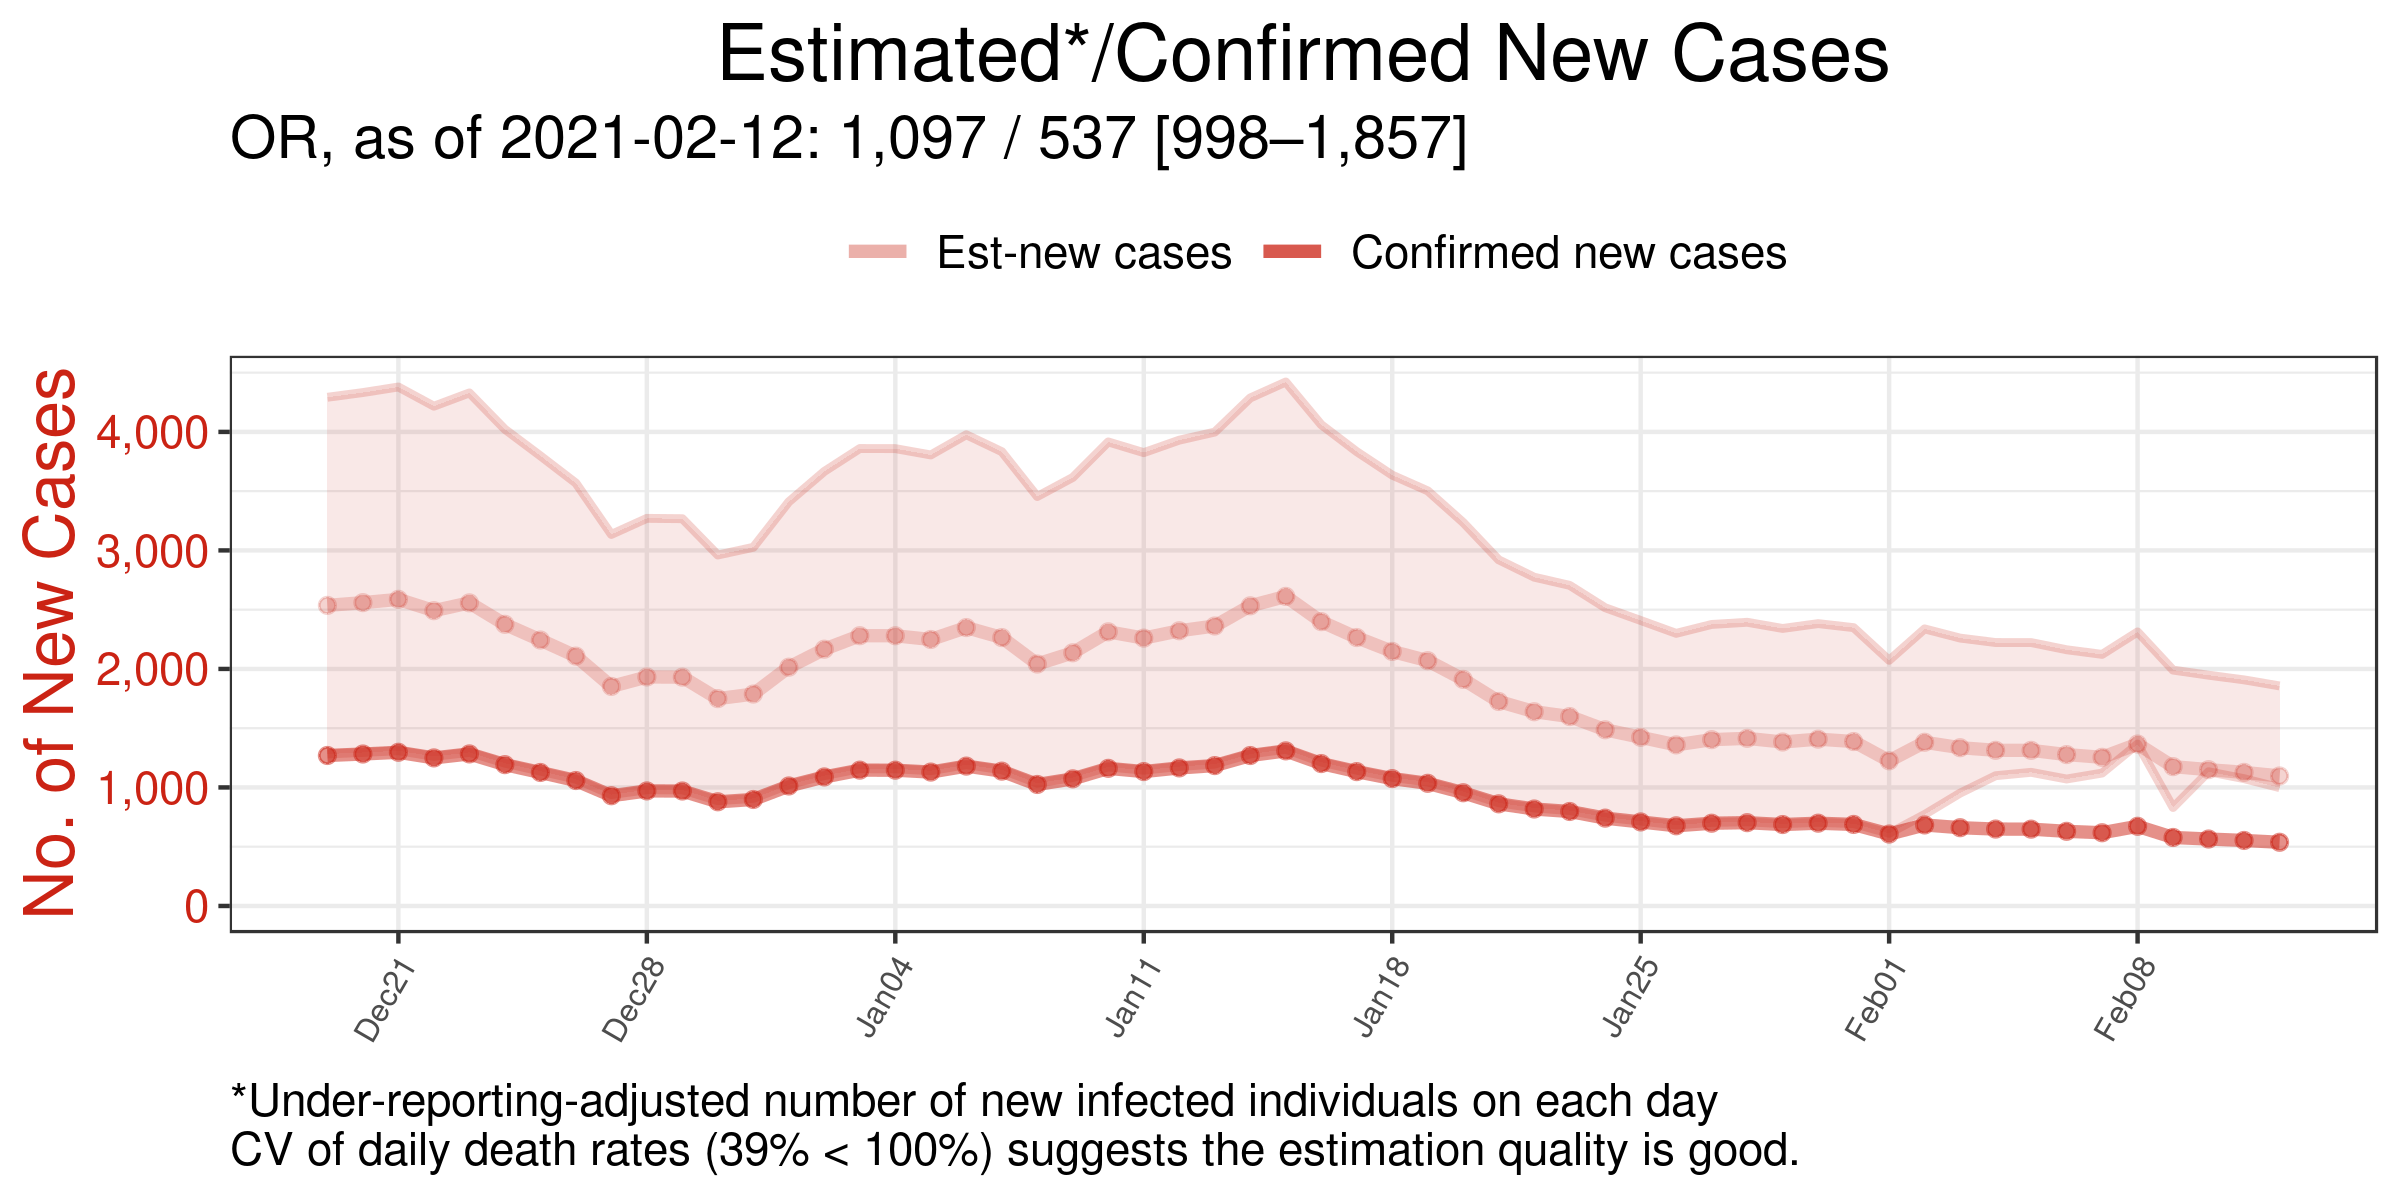 Estimated*/Confirmed New Cases
OR, as of 2021-02-12: 1,097 / 537 [998–1,857]
Est-new cases Confirmed new cases
No. of New Cases
4,000
3,000
2,000
1,000
0
Dec21 Dec28 Jan04 Jan11 Jan18 Jan25 Feb01 Feb08
*Under-reporting-adjusted number of new infected individuals on each day
CV of daily death rates (39% < 100%) suggests the estimation quality is good.